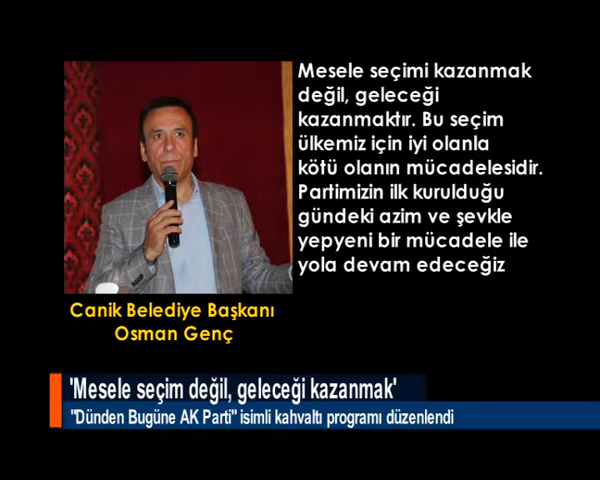 Mesele seçimi kazanmak
değil, geleceği
kazanmaktır. Bu seçim
ülkemiz için iyi olanla
kötü olanın mücadelesidir.
Partimizin ilk kurulduğu
gündeki azim ve şevkle
yepyeni bir mücadele ile
yola devam edeceğiz
Canik Belediye Başkanı
Osman Genç
'Mesele seçim değil, geleceği kazanmak'
"Dünden Bugüne AK Parti" isimli kahvaltı programı düzenlendi